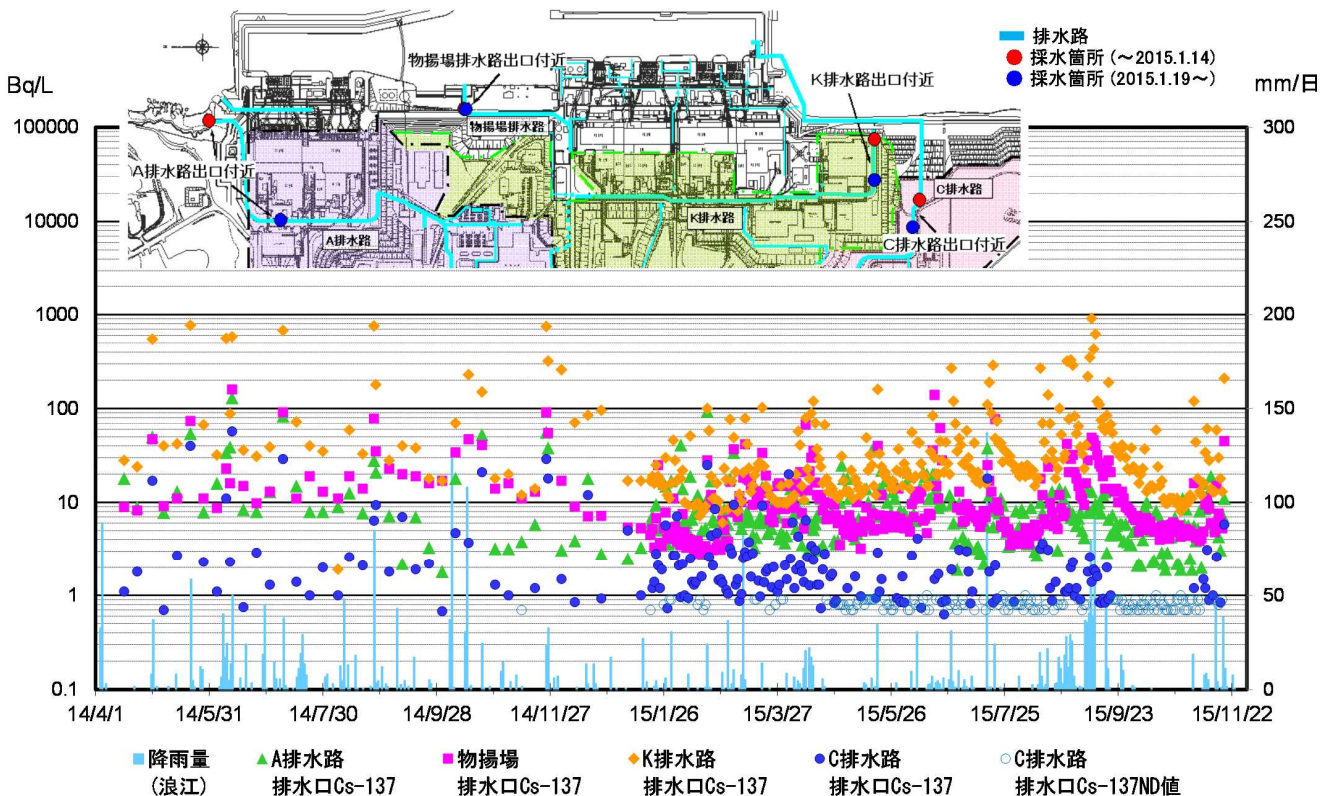 排水路
採水箇所 (~2015.1.14)
採水箇所 (2015.1.19~)
物揚場排水路出口付近
K排水路出口付近
Bq/L
mm/日
物揚場排水路
A排水路出口付近
C排水路
K排水路
A排水路
C排水路出口付近
100000
10000
1000
100
10
1
0.1
300
250
200
150
100
50
0
14/4/1
14/5/31
14/7/30
14/9/28
14/11/27
15/1/26
15/3/27
15/5/26
15/7/25
15/9/23
15/11/22
降雨量
(浪江)
A排水路
排水口Cs-137
物揚場
排水口Cs-137
K排水路
排水口Cs-137
C排水路
排水口Cs-137
C排水路
排水口Cs-137ND値